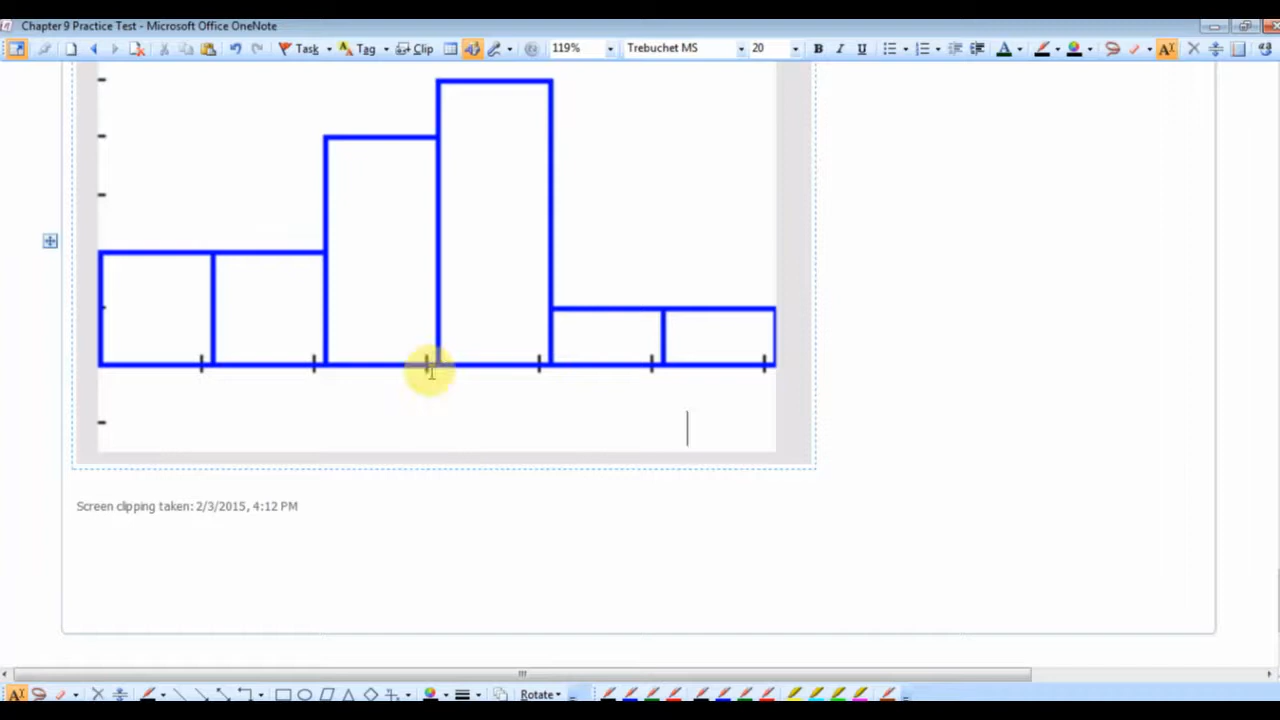 Chapter 9 Practice Test - Microsoft Office OneNote
Task Tag Clip 119% Trebuchet MS 20 B I U A
Screen clipping taken: 2/3/2015, 4:12 PM
Rotate